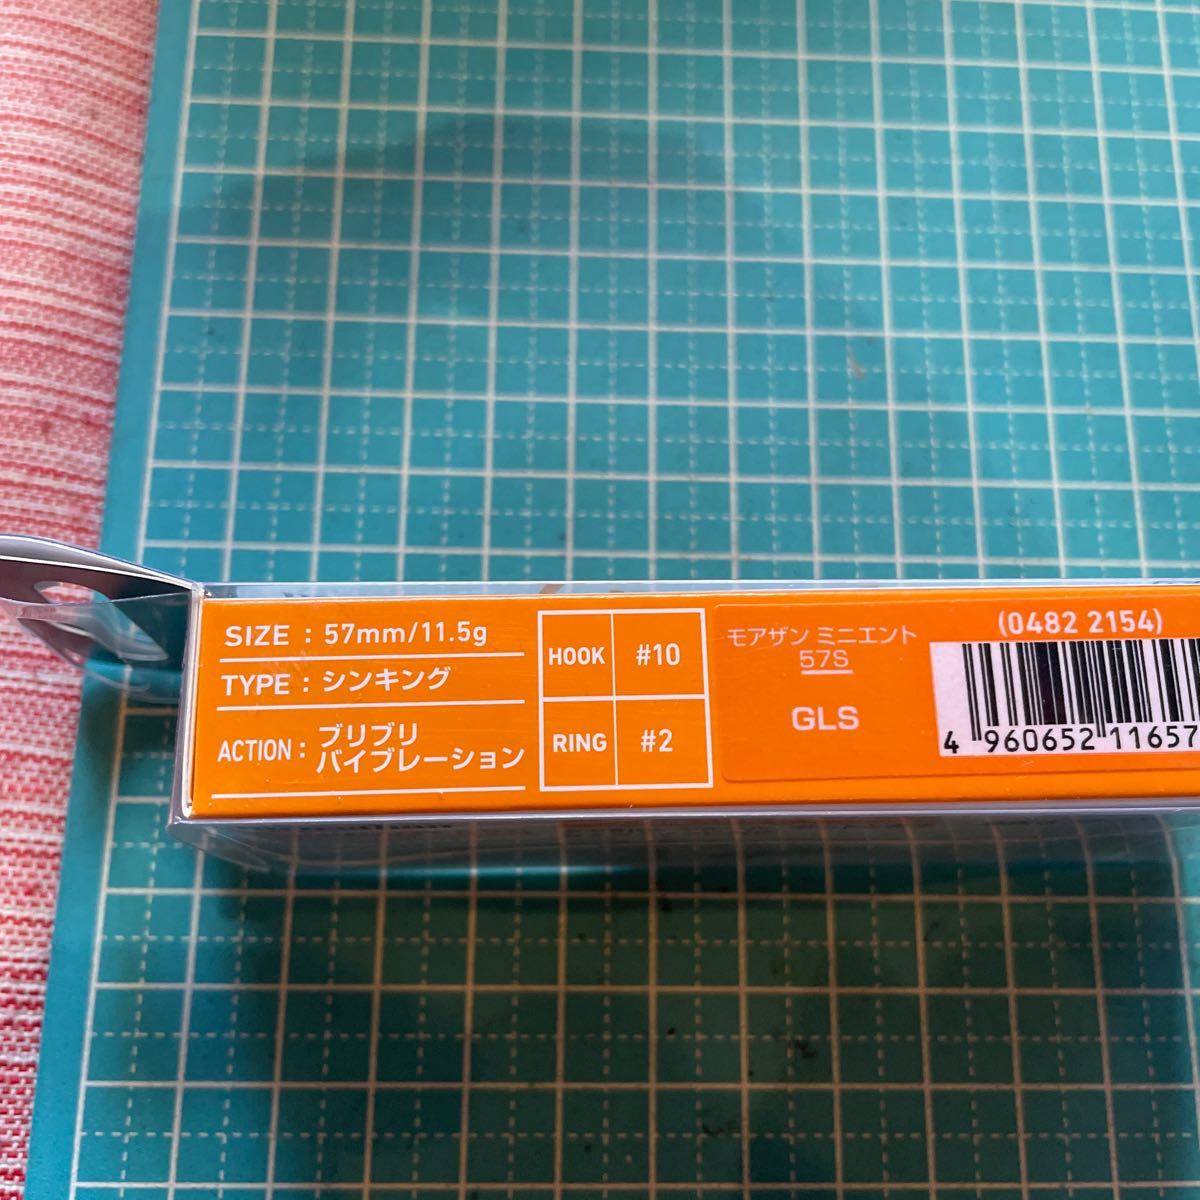 SIZE : 57mm/11.5g
TYPE : シンキング
ACTION : ブリブリ
バイブレーション
HOOK #10
RING #2
モアザン ミニエント
57S
GLS
(0482 2154)
4 960652 11657